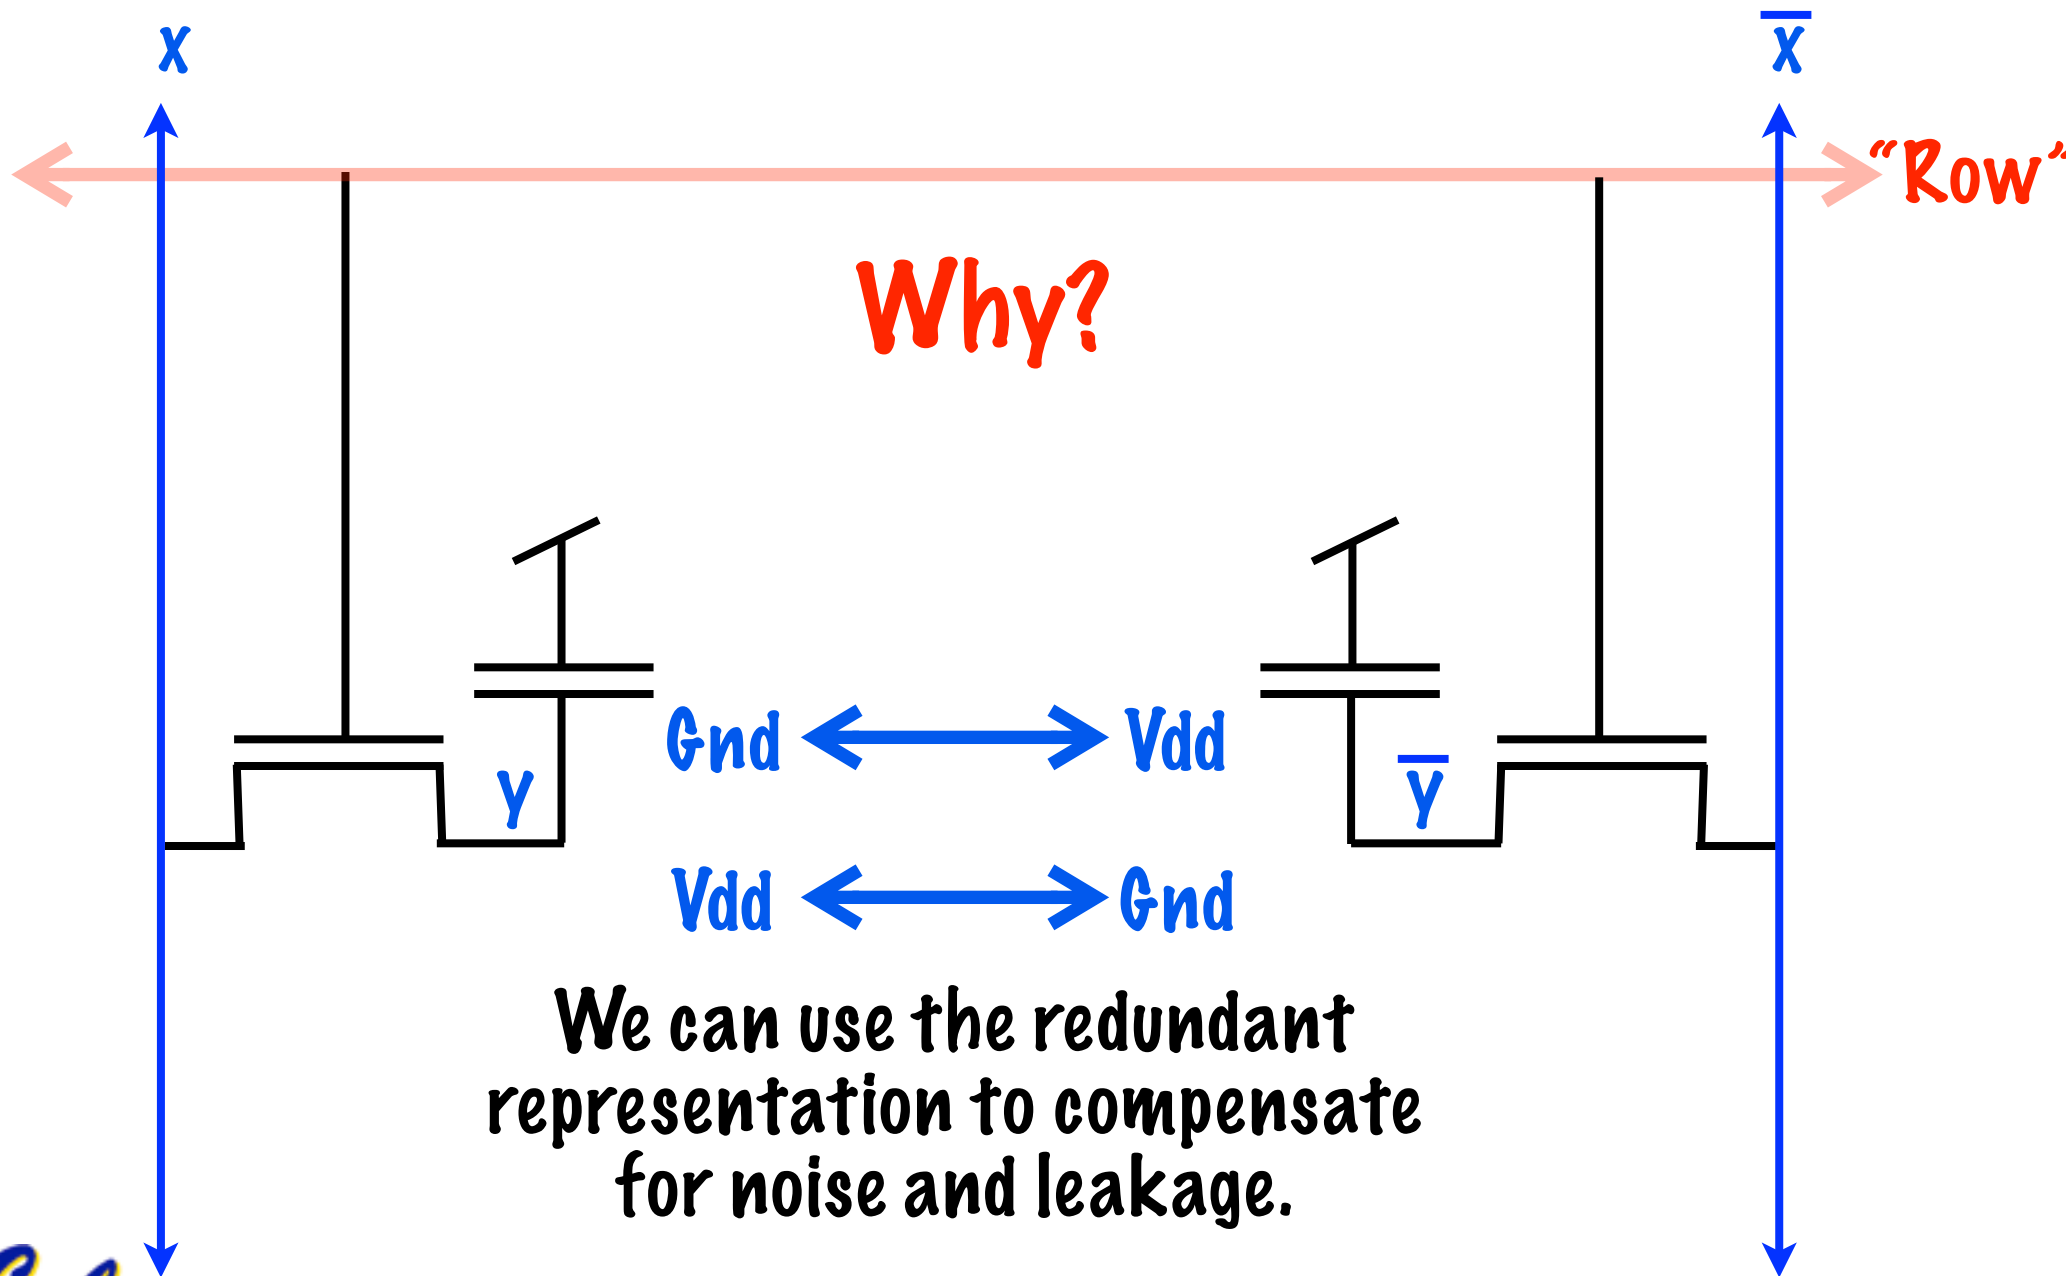 x x̅
“Row”
Why?
Gnd Vdd
y y̅
Vdd Gnd
We can use the redundant
representation to compensate
for noise and leakage.